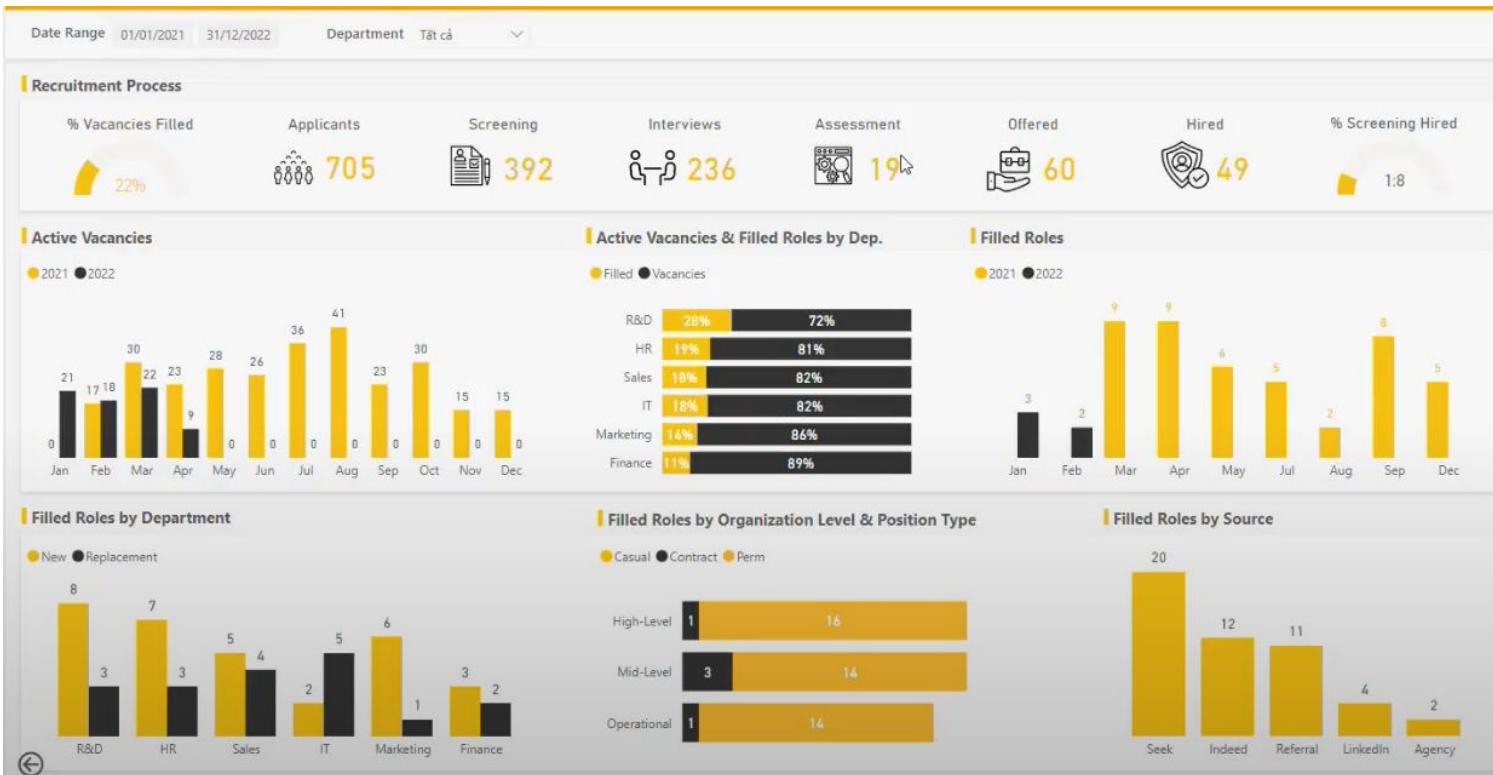 Date Range 01/01/2021 31/12/2022 Department Tất cả
Recruitment Process
% Vacancies Filled Applicants Screening Interviews Assessment Offered Hired % Screening Hired
22% 705 392 236 60 49 1:8
Active Vacancies
2021 2022
41
36
30 30
28
26
21 22 23 23
17 18
15 15
9
0 0 0 0 0 0 0 0 0
Jan Feb Mar Apr May Jun Jul Aug Sep Oct Nov Dec
Active Vacancies & Filled Roles by Dep.
Filled Vacancies
R&D 28% 72%
HR 19% 81%
Sales 18% 82%
IT 18% 82%
Marketing 14% 86%
Finance 11% 89%
Filled Roles
2021 2022
9 9
8
6
5 5
3
2 2
Jan Feb Mar Apr May Jul Aug Sep Dec
Filled Roles by Department
New Replacement
8
7
6
5 5
4
3 3 3
2 2
1
R&D HR Sales IT Marketing Finance
Filled Roles by Organization Level & Position Type
Casual Contract Perm
High-Level 1 16
Mid-Level 3 14
Operational 1 14
Filled Roles by Source
20
12
11
4
2
Seek Indeed Referral LinkedIn Agency